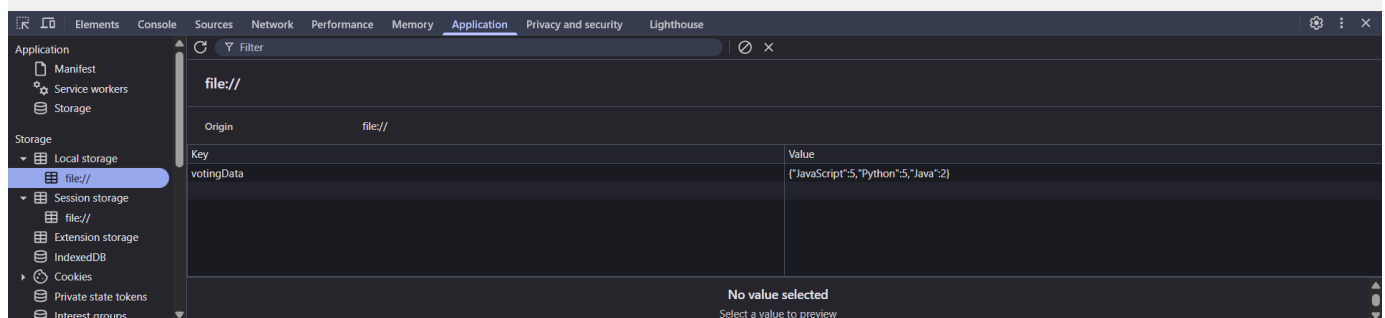 Elements Console Sources Network Performance Memory Application Privacy and security Lighthouse
Application
Manifest
Service workers
Storage
Storage
Local storage
file://
Session storage
file://
Extension storage
IndexedDB
Cookies
Private state tokens
Interest groups
Filter
file://
Origin file://
Key Value
votingData {"JavaScript":5,"Python":5,"Java":2}
No value selected
Select a value to preview